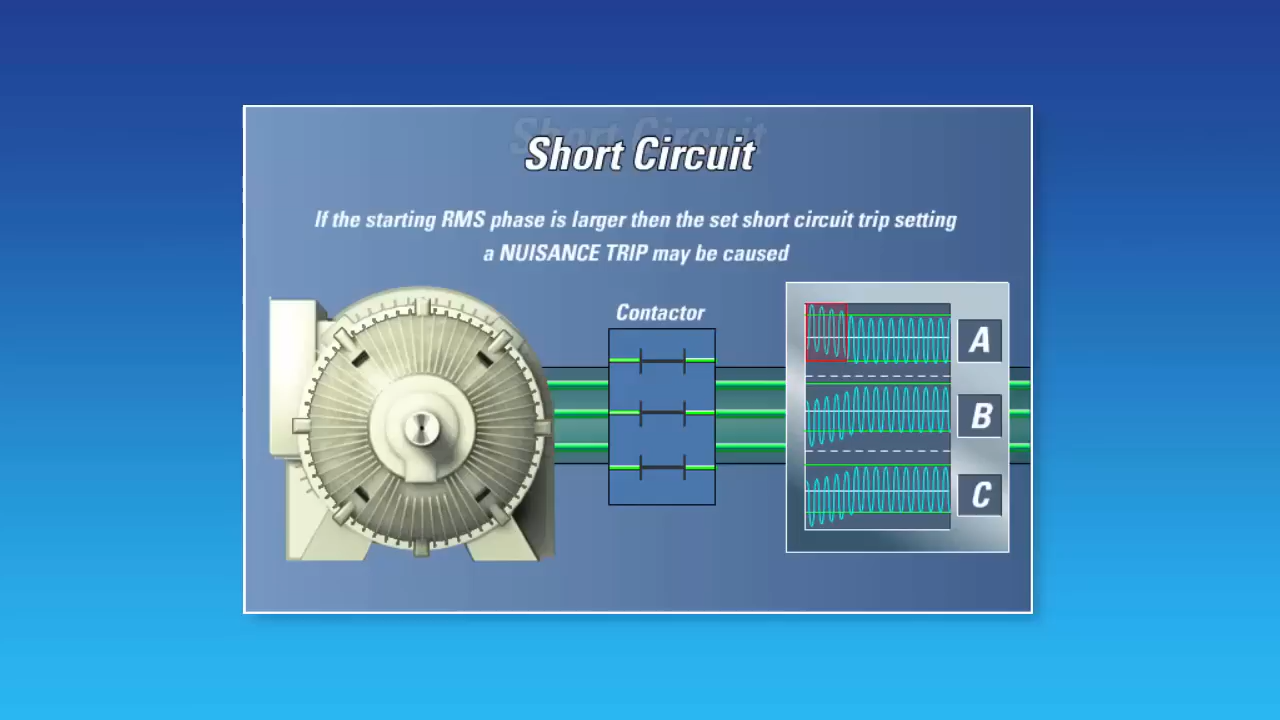 Short Circuit
If the starting RMS phase is larger then the set short circuit trip setting
a NUISANCE TRIP may be caused
Contactor
A
B
C